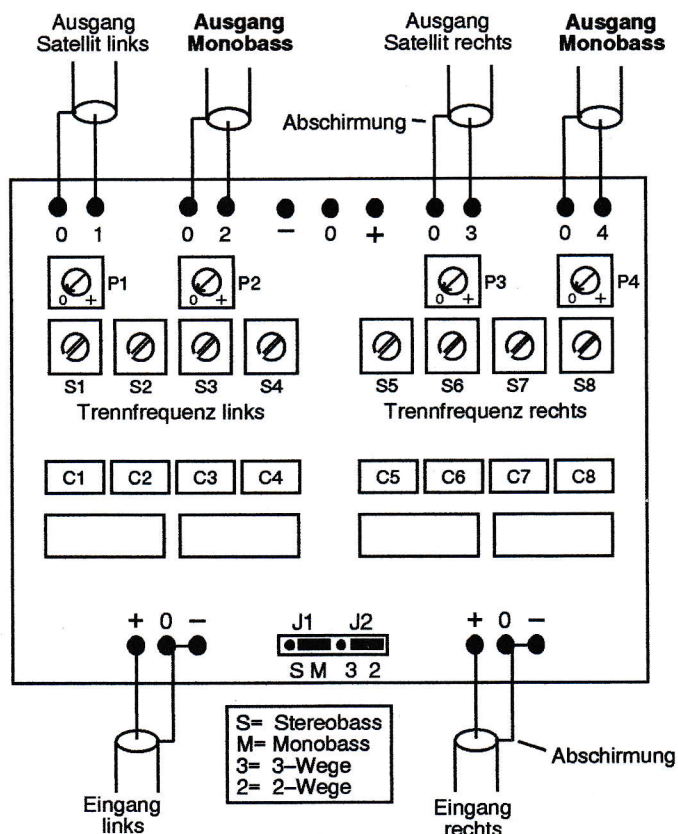 Ausgang
Satellit links
Ausgang
Monobass
Ausgang
Satellit rechts
Ausgang
Monobass
Abschirmung
0 1 0 2 – 0 + 0 3 0 4
P1 P2 P3 P4
0 + 0 + 0 + 0 +
S1 S2 S3 S4 S5 S6 S7 S8
Trennfrequenz links Trennfrequenz rechts
C1 C2 C3 C4 C5 C6 C7 C8
+ 0 – J1 J2 + 0 –
S M 3 2
S= Stereobass
M= Monobass
3= 3–Wege
2= 2–Wege
Abschirmung
Eingang
links
Eingang
rechts